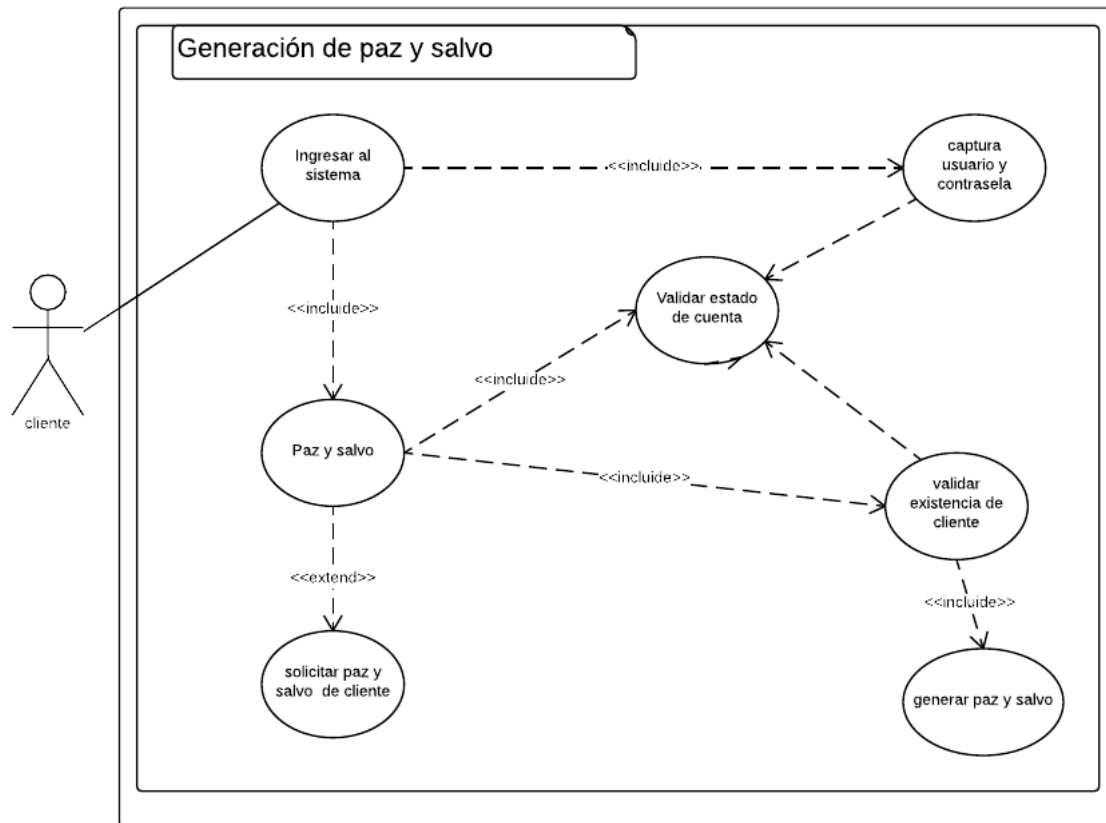 Generación de paz y salvo
Ingresar al
sistema
<<incluide>>
captura
usuario y
contrasela
<<incluide>>
Validar estado
de cuenta
<<incluide>>
cliente
Paz y salvo
<<incluide>>
validar
existencia de
cliente
<<extend>>
<<incluide>>
solicitar paz y
salvo de cliente
generar paz y salvo